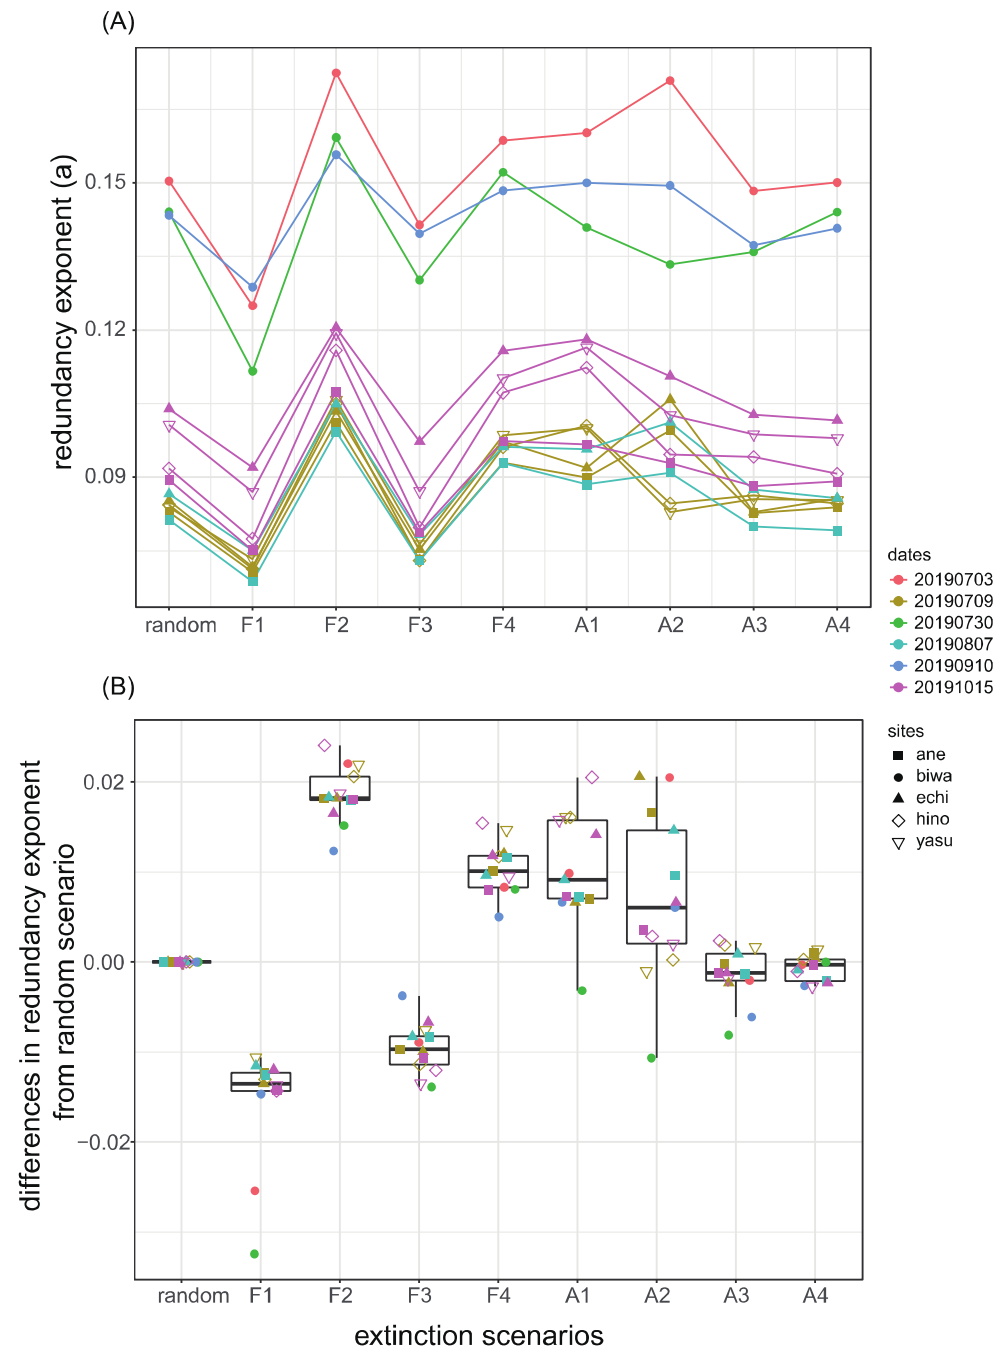 (A)
redundancy exponent (a)
0.15
0.12
0.09
random F1 F2 F3 F4 A1 A2 A3 A4
dates
20190703
20190709
20190730
20190807
20190910
20191015
(B)
sites
ane
biwa
echi
hino
yasu
differences in redundancy exponent
from random scenario
0.02
0.00
−0.02
random F1 F2 F3 F4 A1 A2 A3 A4
extinction scenarios